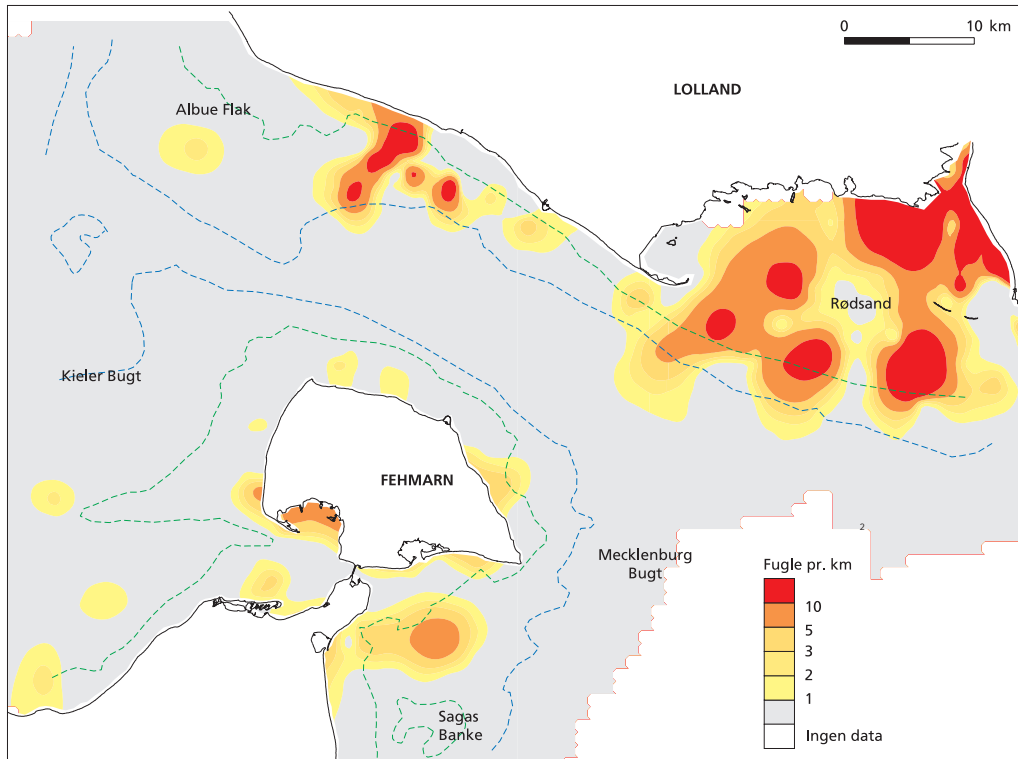 0 10 km
LOLLAND
Albue Flak
Rødsand
Kieler Bugt
FEHMARN
Mecklenburg
Bugt
2
Fugle pr. km
10
5
3
2
1
Ingen data
Sagas
Banke